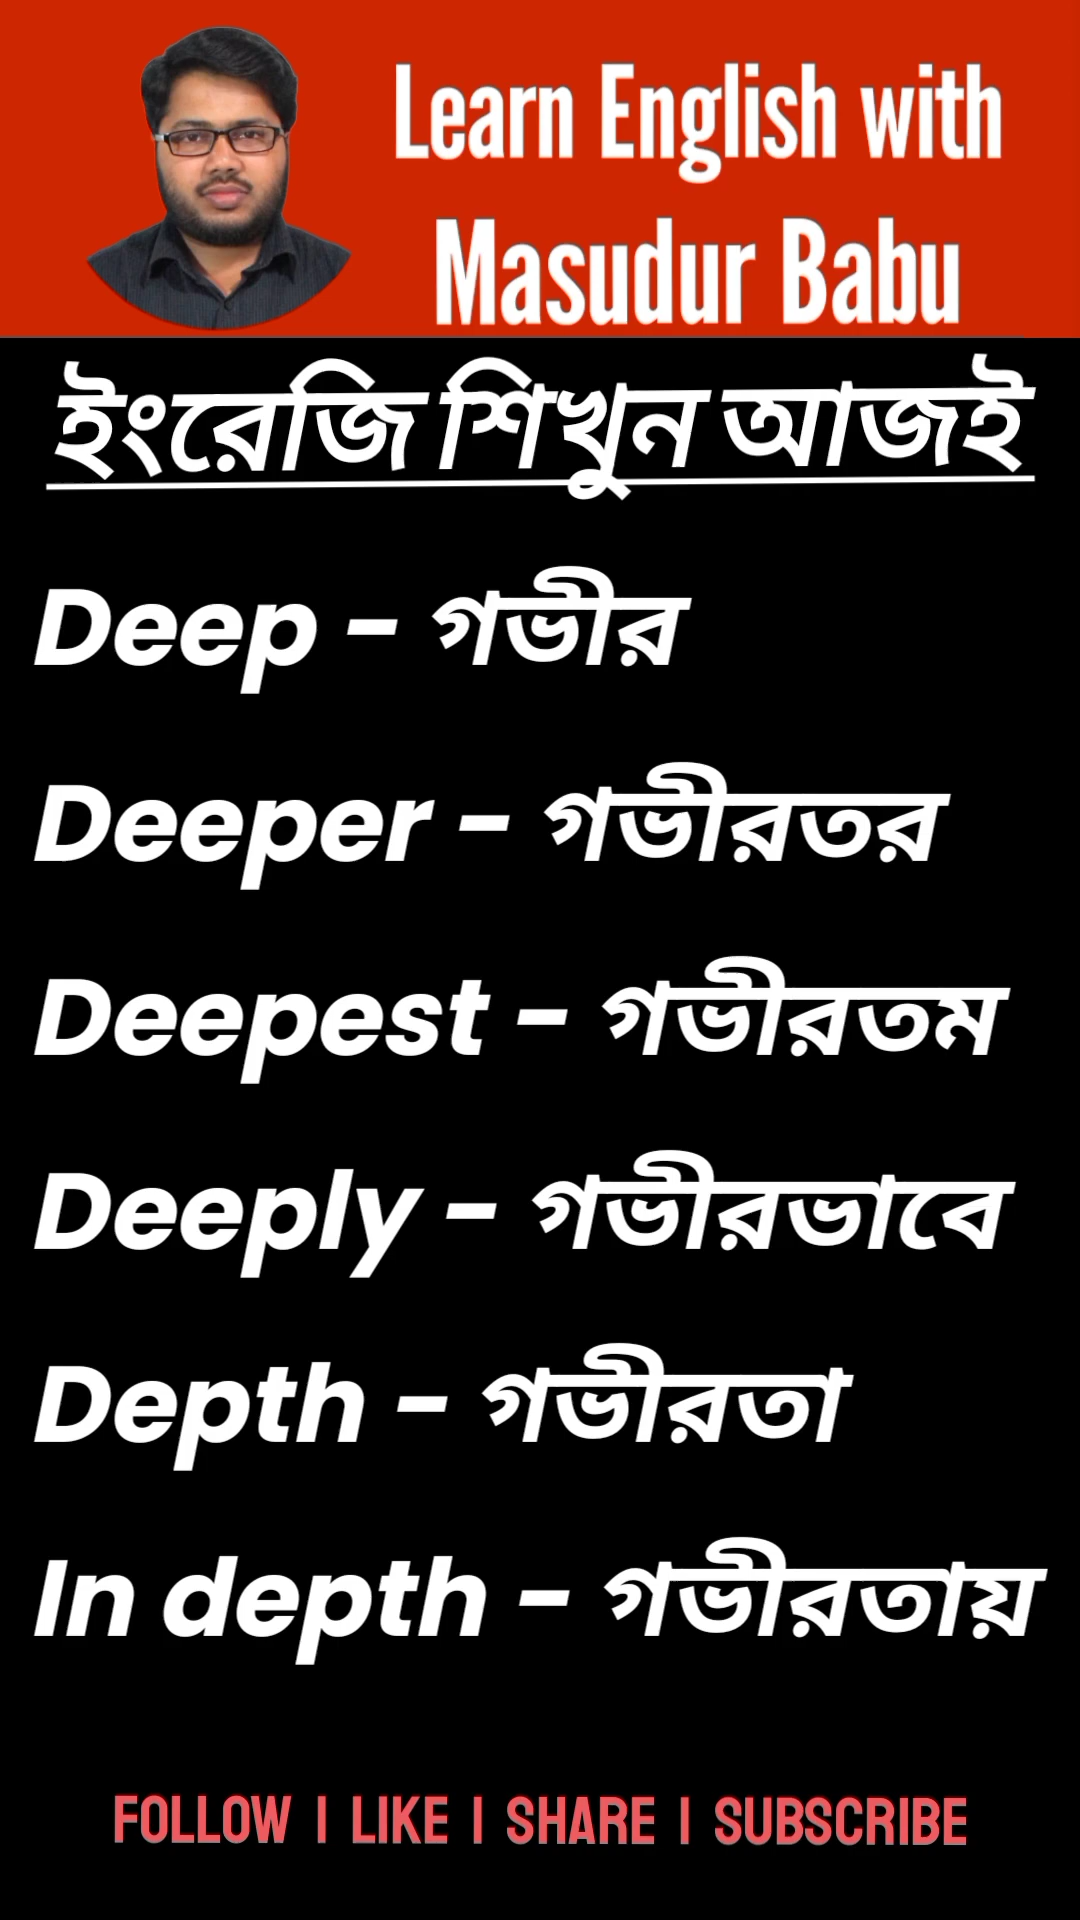 Learn English with
Masudur Babu
ইংরেজি শিখুন আজই
Deep - গভীর
Deeper - গভীরতর
Deepest - গভীরতম
Deeply - গভীরভাবে
Depth - গভীরতা
In depth - গভীরতায়
FOLLOW | LIKE | SHARE | SUBSCRIBE